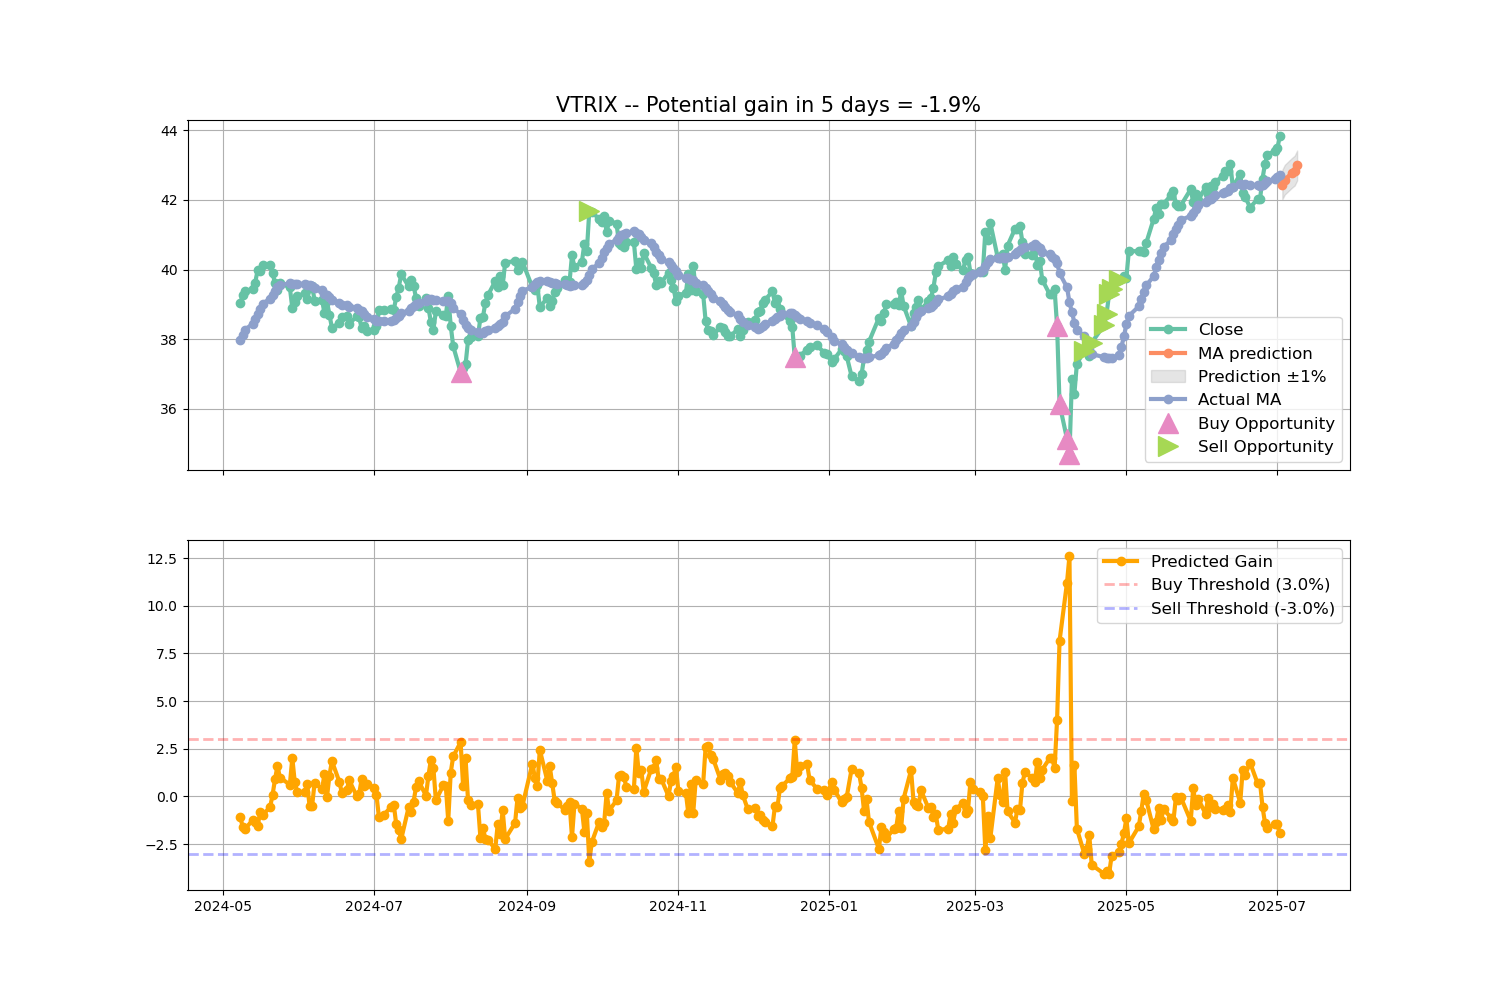 VTRIX -- Potential gain in 5 days = -1.9%
44
42
40
38
36
Close
MA prediction
Prediction ±1%
Actual MA
Buy Opportunity
Sell Opportunity
12.5
10.0
7.5
5.0
2.5
0.0
−2.5
Predicted Gain
Buy Threshold (3.0%)
Sell Threshold (-3.0%)
2024-05 2024-07 2024-09 2024-11 2025-01 2025-03 2025-05 2025-07